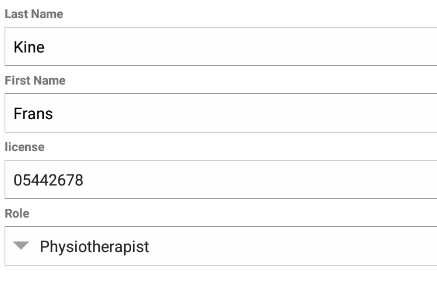 Last Name
Kine
First Name
Frans
license
05442678
Role
Physiotherapist